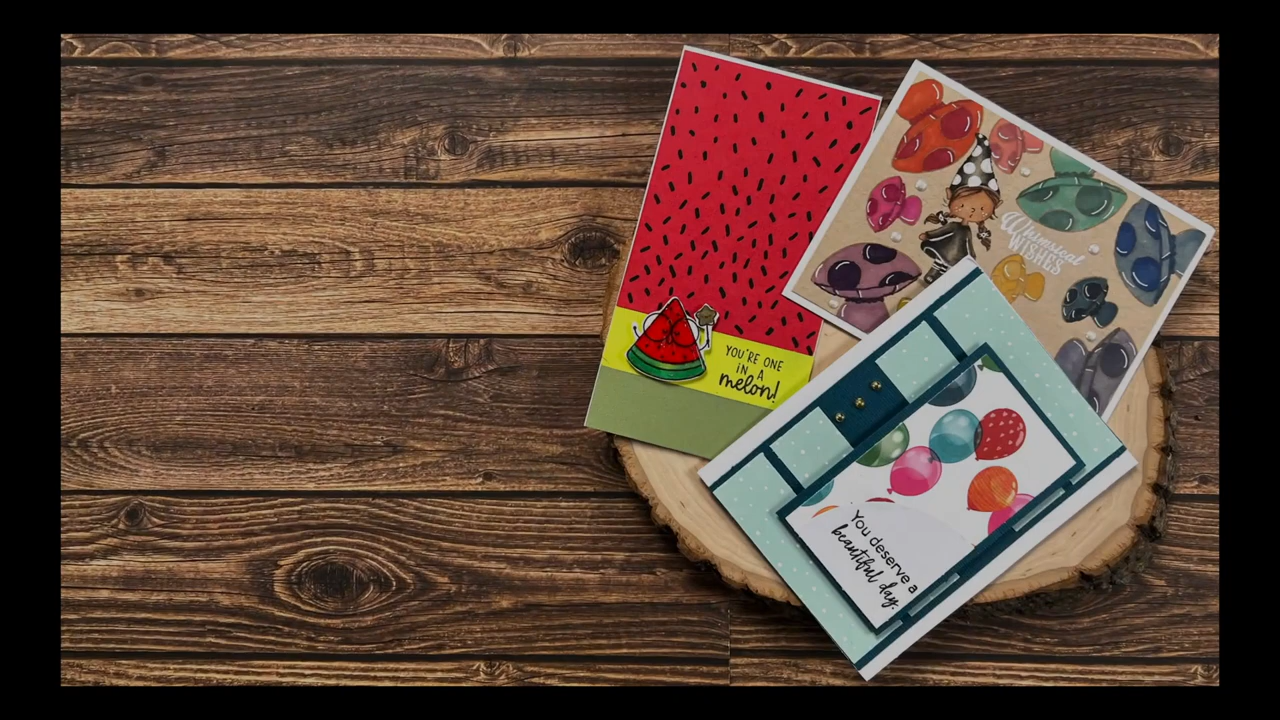 YOU'RE ONE
IN A
melon!
Whimsical
WISHES
You deserve a
beautiful day.